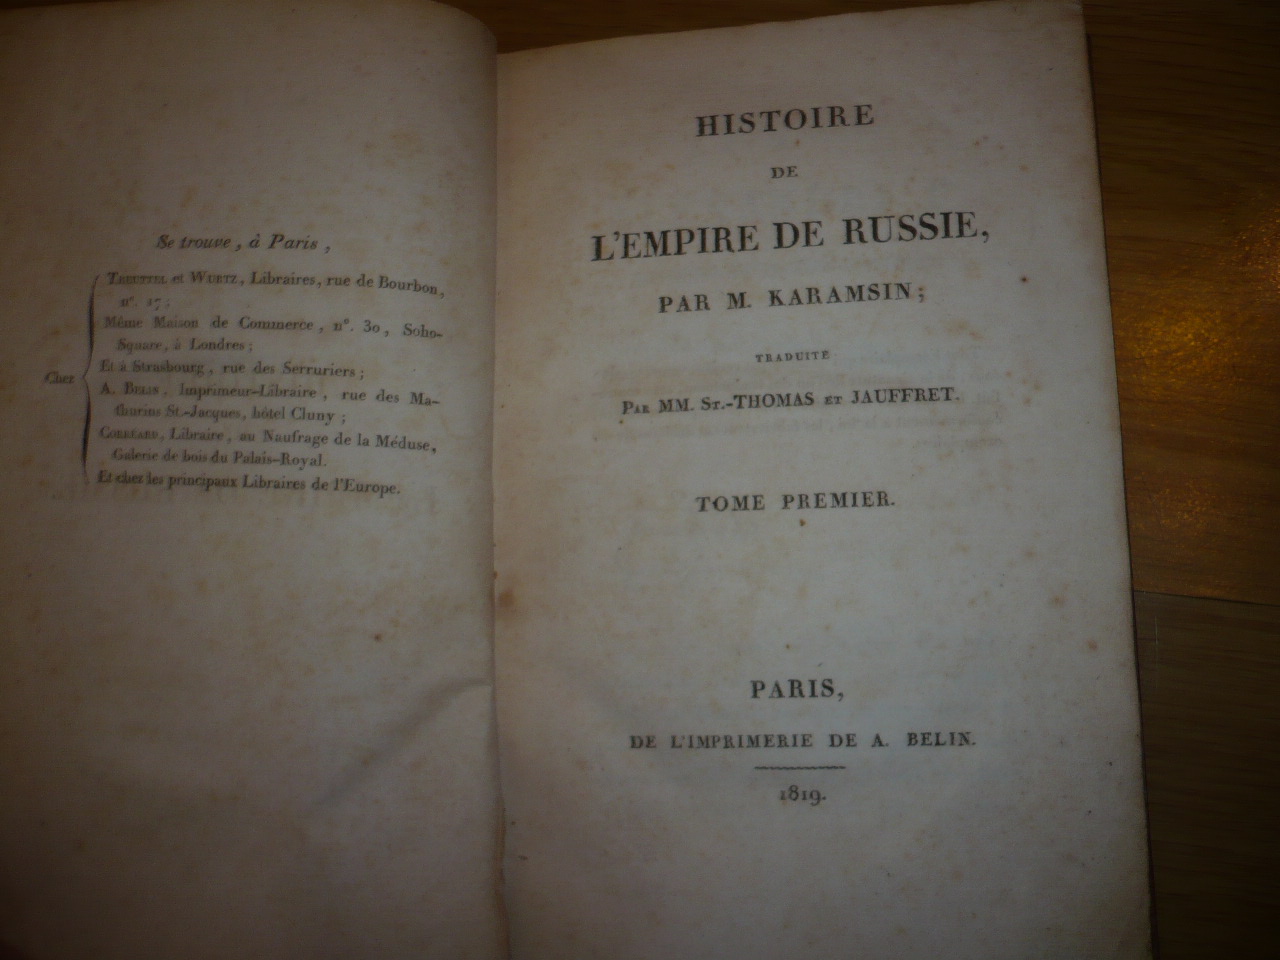 Se trouve, à Paris,
Chez
TREUTTEL et WURTZ, Libraires, rue de Bourbon,
n°. 17;
Même Maison de Commerce, n°. 30, Soho-
Square, à Londres;
Et à Strasbourg, rue des Serruriers;
A. BELIN, Imprimeur-Libraire, rue des Ma-
thurins St-Jacques, hôtel Cluny;
CORRÉARD, Libraire, au Naufrage de la Méduse,
Galerie de bois du Palais-Royal.
Et chez les principaux Libraires de l'Europe.
HISTOIRE
DE
L'EMPIRE DE RUSSIE,
PAR M. KARAMSIN;
TRADUITE
PAR MM. ST.-THOMAS ET JAUFFRET.
TOME PREMIER.
PARIS,
DE L'IMPRIMERIE DE A. BELIN.
1819.